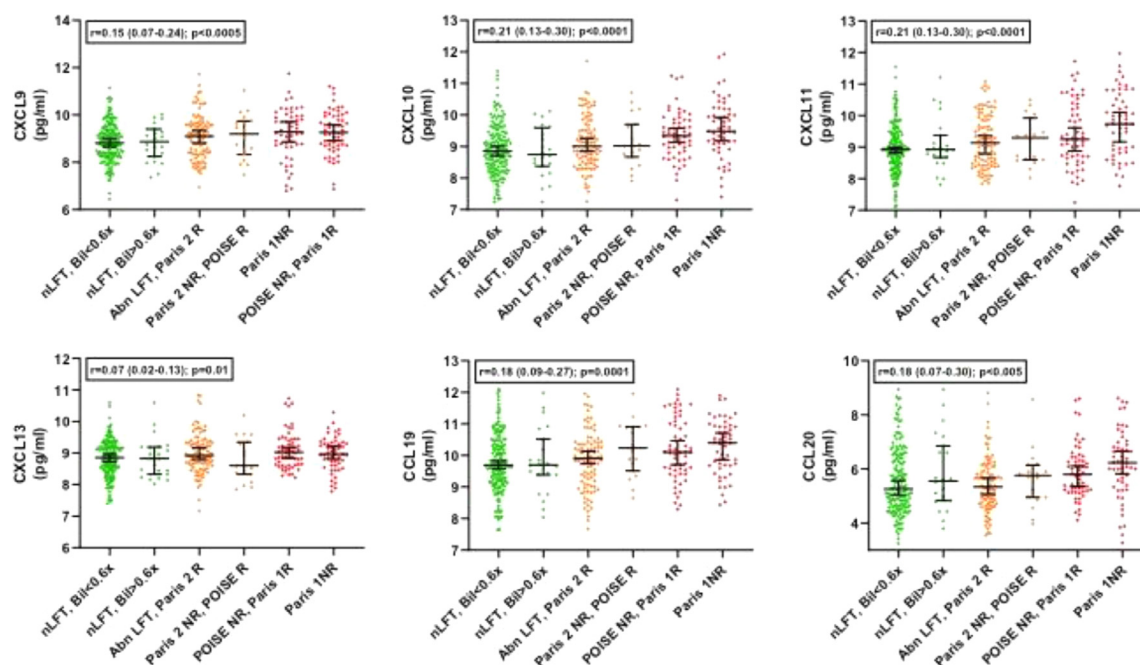 14
12
10
8
6
CXCL9
(pg/ml)
r=0.15 (0.07-0.24); p<0.0005
nLFT, Bil<0.6x
nLFT, Bil>0.6x
Abn LFT, Paris 2 R
Paris 2 NR, POISE R
Paris 1NR
POISE NR, Paris 1R
13
12
11
10
9
8
7
CXCL10
(pg/ml)
r=0.21 (0.13-0.30); p<0.0001
nLFT, Bil<0.6x
nLFT, Bil>0.6x
Abn LFT, Paris 2 R
Paris 2 NR, POISE R
POISE NR, Paris 1R
Paris 1NR
13
12
11
10
9
8
7
CXCL11
(pg/ml)
r=0.21 (0.13-0.30); p<0.0001
nLFT, Bil<0.6x
nLFT, Bil>0.6x
Abn LFT, Paris 2 R
Paris 2 NR, POISE R
POISE NR, Paris 1R
Paris 1NR
12
11
10
9
8
7
6
CXCL13
(pg/ml)
r=0.07 (0.02-0.13); p=0.01
nLFT, Bil<0.6x
nLFT, Bil>0.6x
Abn LFT, Paris 2 R
Paris 2 NR, POISE R
POISE NR, Paris 1R
Paris 1NR
13
12
11
10
9
8
7
CCL19
(pg/ml)
r=0.18 (0.09-0.27); p=0.0001
nLFT, Bil<0.6x
nLFT, Bil>0.6x
Abn LFT, Paris 2 R
Paris 2 NR, POISE R
POISE NR, Paris 1R
Paris 1NR
10
8
6
4
CCL20
(pg/ml)
r=0.18 (0.07-0.30); p<0.005
nLFT, Bil<0.6x
nLFT, Bil>0.6x
Abn LFT, Paris 2 R
Paris 2 NR, POISE R
POISE NR, Paris 1R
Paris 1NR